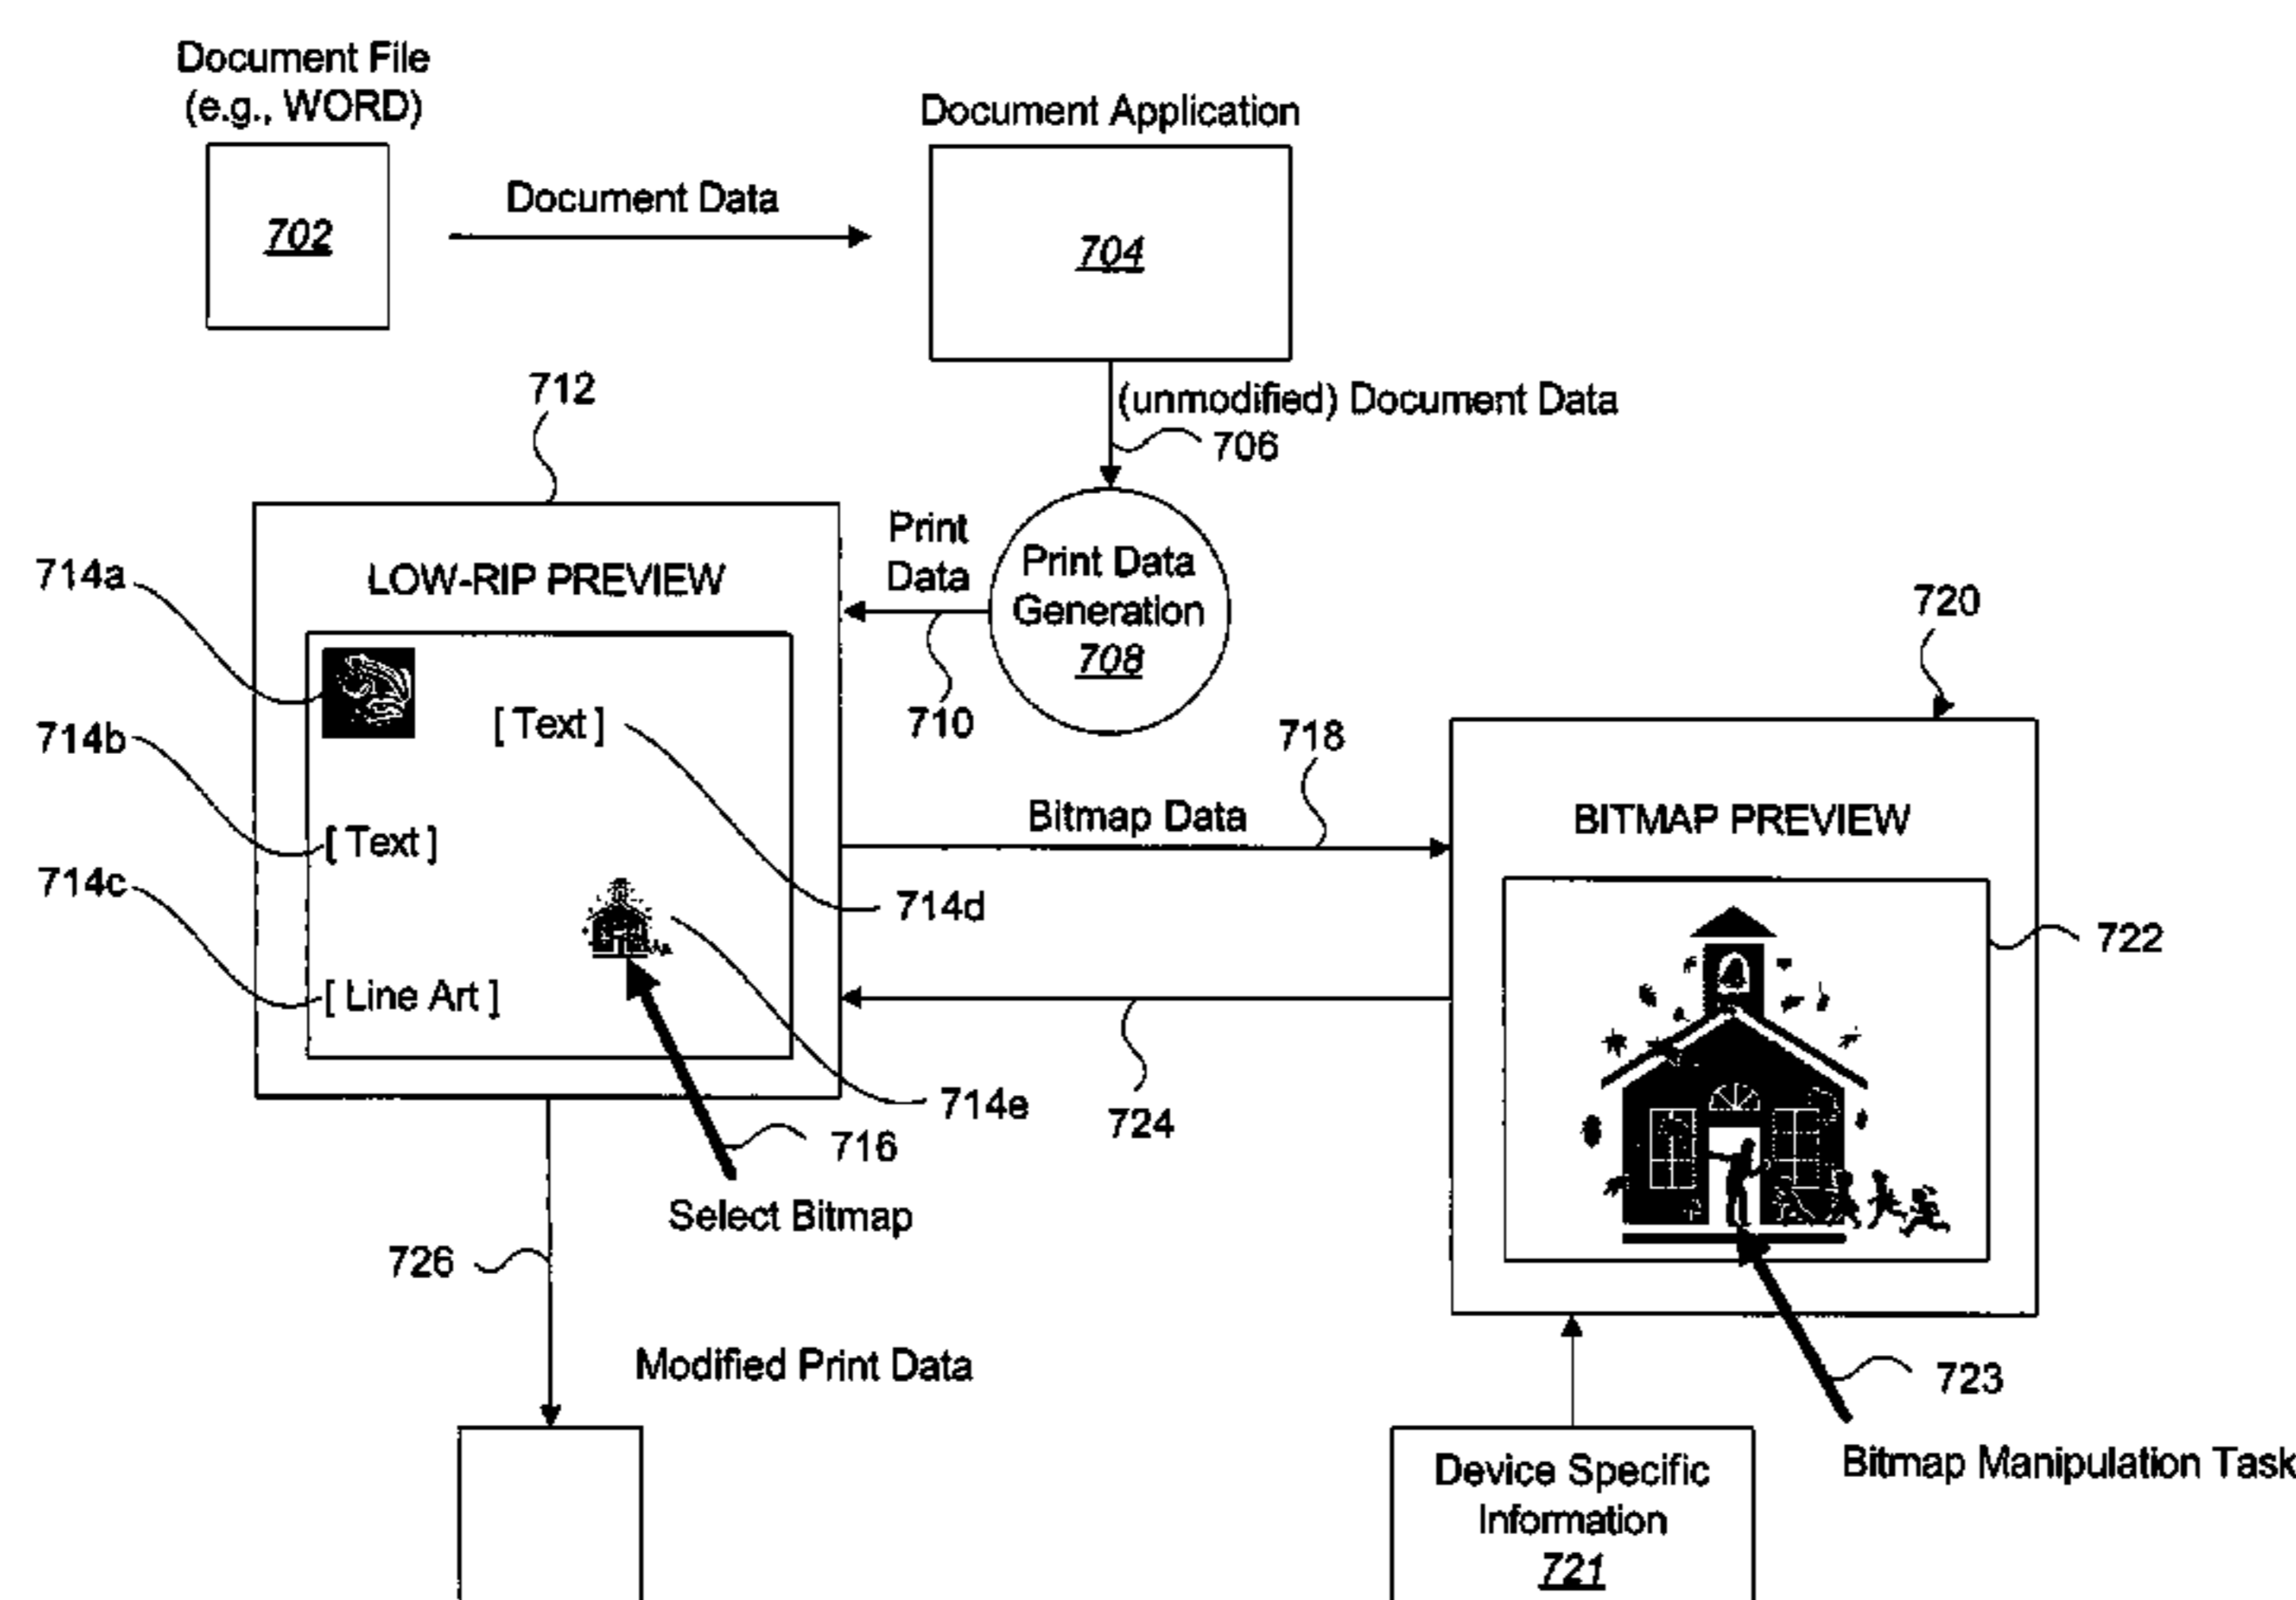 Document File
(e.g., WORD)
Document Application
702
Document Data
704
712
(unmodified) Document Data
706
Print
Data
Print Data
Generation
708
LOW-RIP PREVIEW
714a
720
710
[ Text ]
714b
718
Bitmap Data
BITMAP PREVIEW
[ Text ]
714c
714d
722
[ Line Art ]
714e
724
716
Select Bitmap
726
Modified Print Data
723
Device Specific
Information
721
Bitmap Manipulation Task